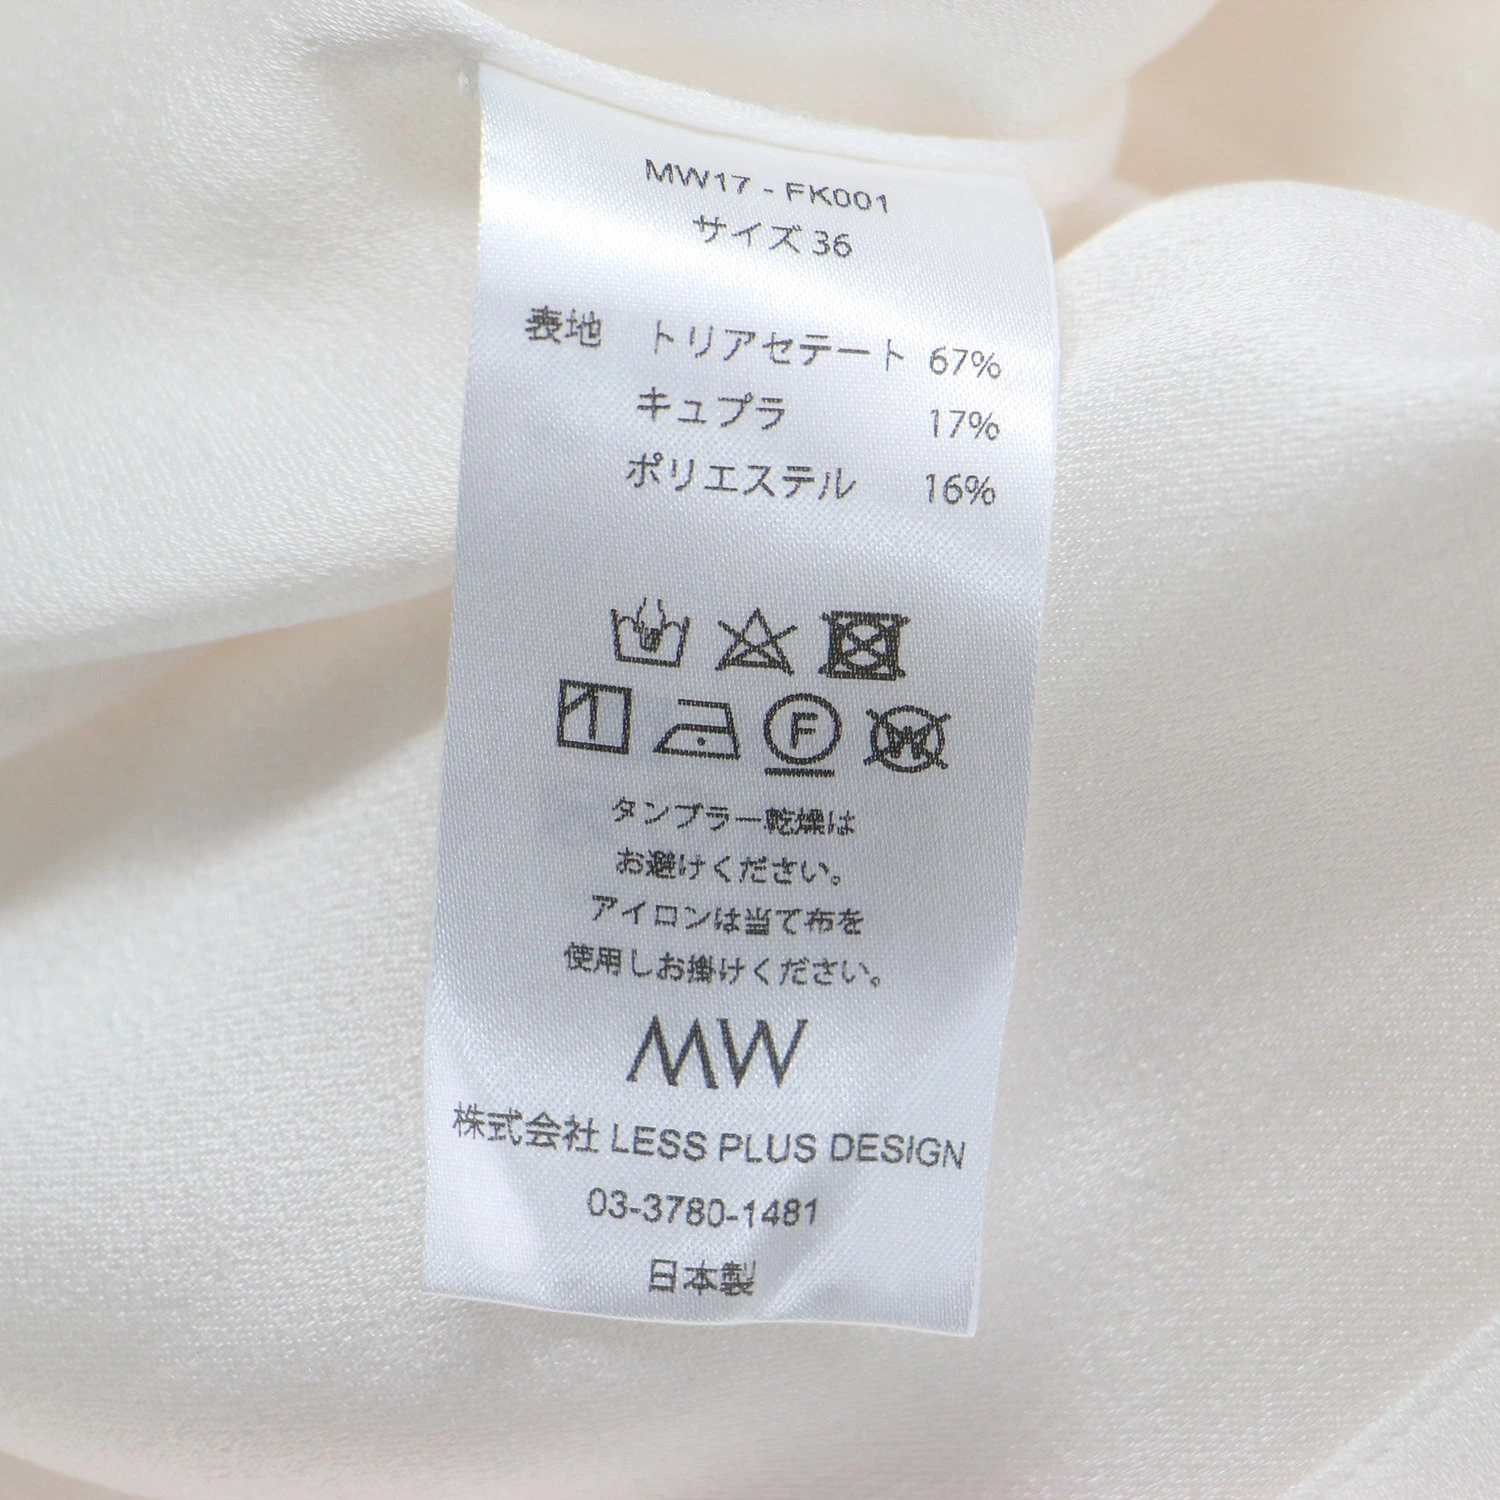 MW17 - FK001
サイズ 36
表地 トリアセテート 67%
キュプラ 17%
ポリエステル 16%
1
F
W
タンブラー乾燥は
お避けください。
アイロンは当て布を
使用しお掛けください。
MW
株式会社 LESS PLUS DESIGN
03-3780-1481
日本製